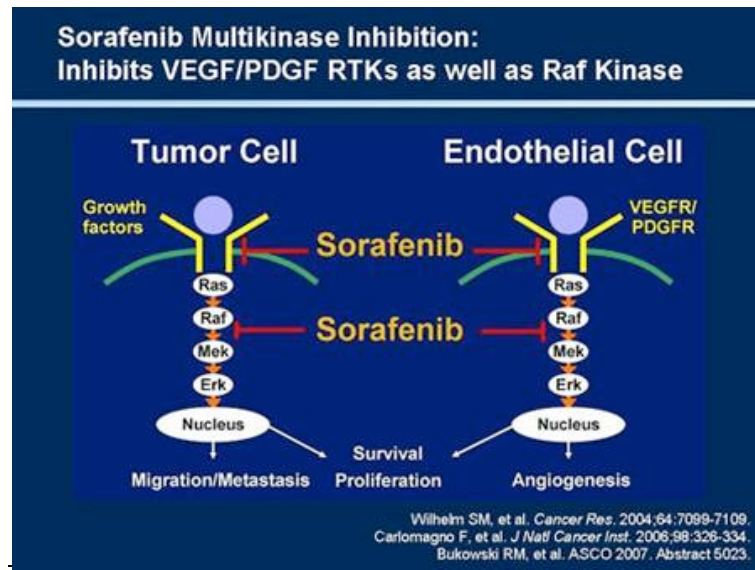 Sorafenib Multikinase Inhibition:
Inhibits VEGF/PDGF RTKs as well as Raf Kinase
Tumor Cell
Endothelial Cell
Growth
factors
VEGFR/
PDGFR
Sorafenib
Ras
Ras
Raf
Raf
Sorafenib
Mek
Mek
Erk
Erk
Nucleus
Nucleus
Survival
Migration/Metastasis
Proliferation
Angiogenesis
Wilhelm SM, et al. Cancer Res. 2004;64:7099-7109.
Carlomagno F, et al. J Natl Cancer Inst. 2006;98:326-334.
Bukowski RM, et al. ASCO 2007. Abstract 5023.